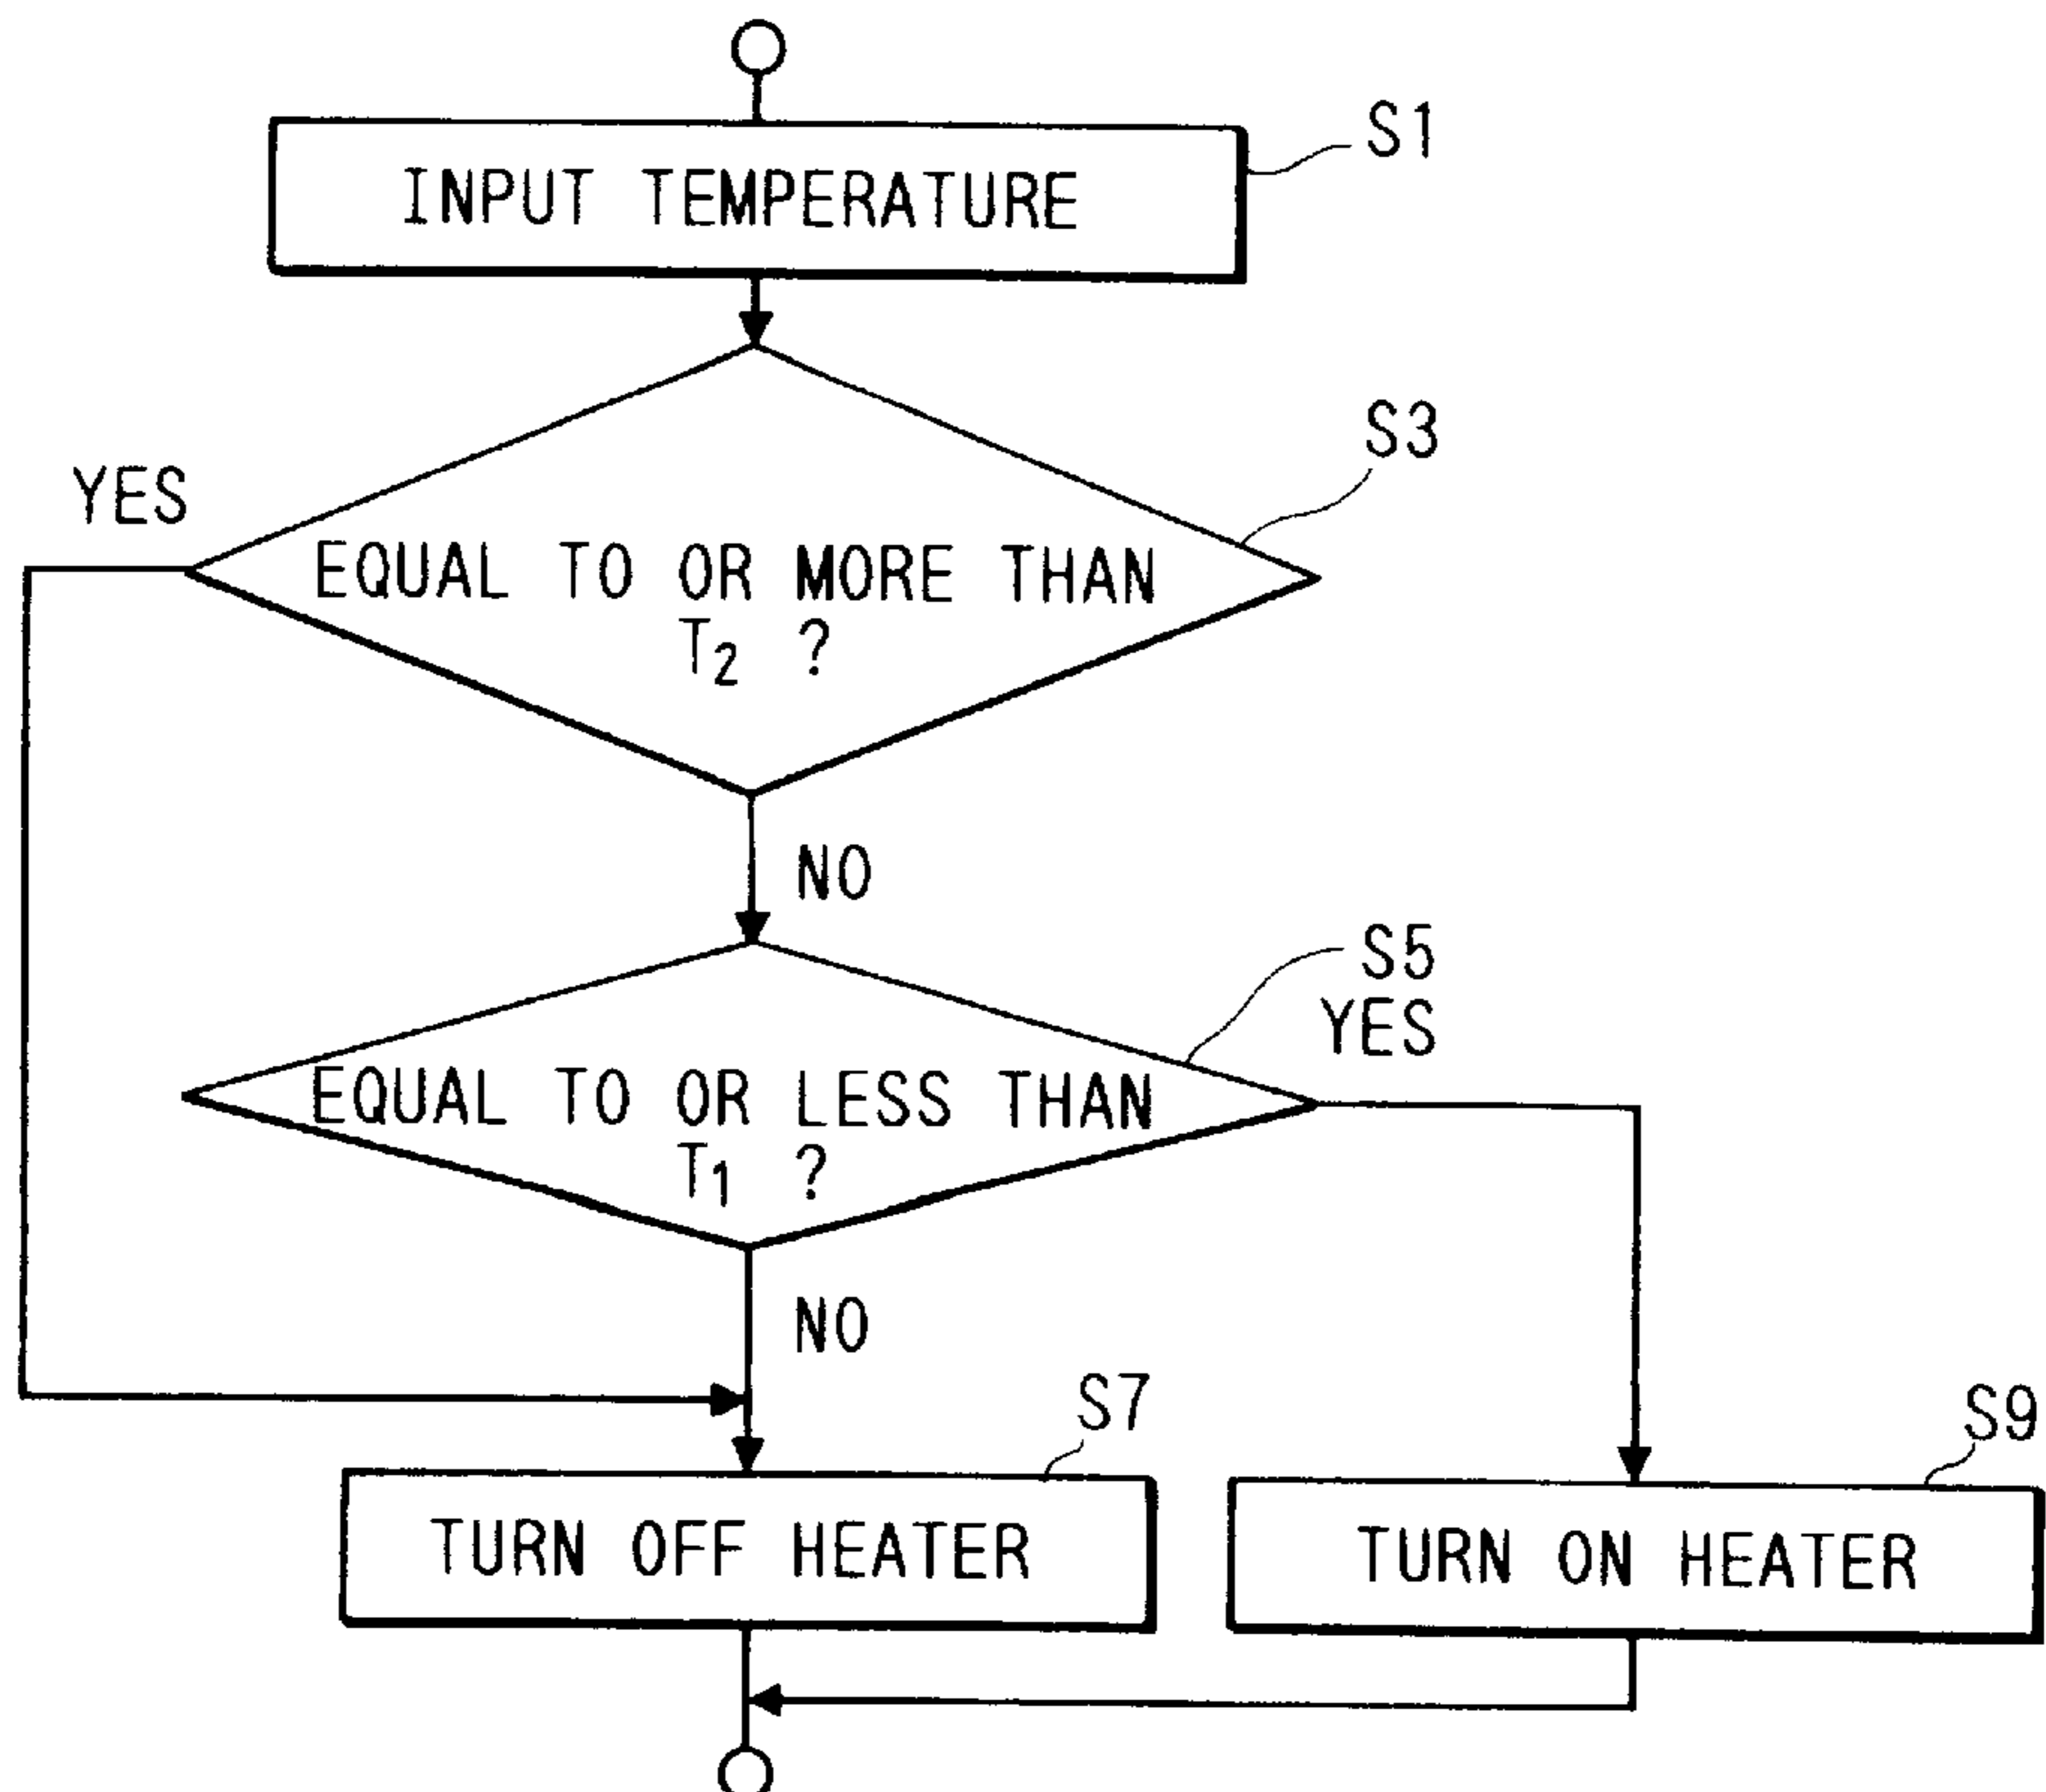 S1
INPUT TEMPERATURE
S3
YES
EQUAL TO OR MORE THAN
T₂ ?
NO
S5
YES
EQUAL TO OR LESS THAN
T₁ ?
NO
S7
S9
TURN OFF HEATER
TURN ON HEATER